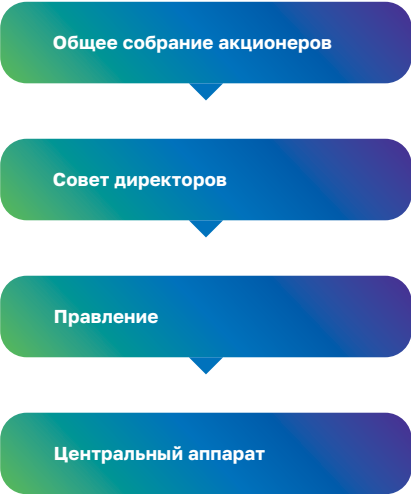 Общее собрание акционеров
Совет директоров
Правление
Центральный аппарат